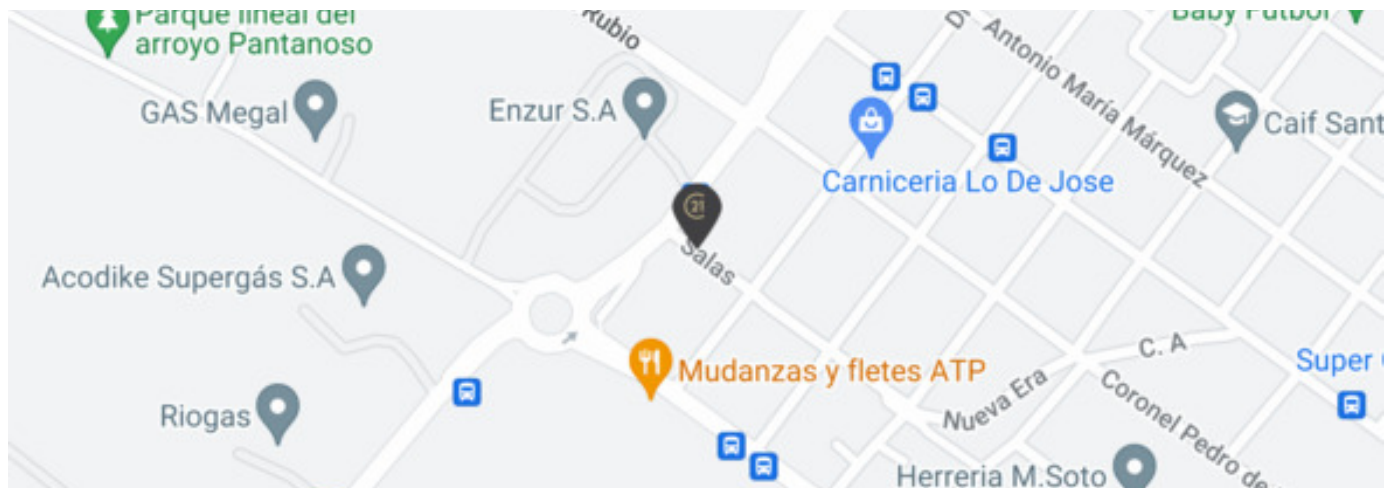 Parque lineal del
arroyo Pantanoso
Rubio
Antonio María Márquez
Baby Futbol
GAS Megal
Enzur S.A
Caif Sant
Carniceria Lo De Jose
21
Salas
Acodike Supergás S.A
C. A
Mudanzas y fletes ATP
Super
Nueva Era
Coronel Pedro de
Riogas
Herreria M.Soto